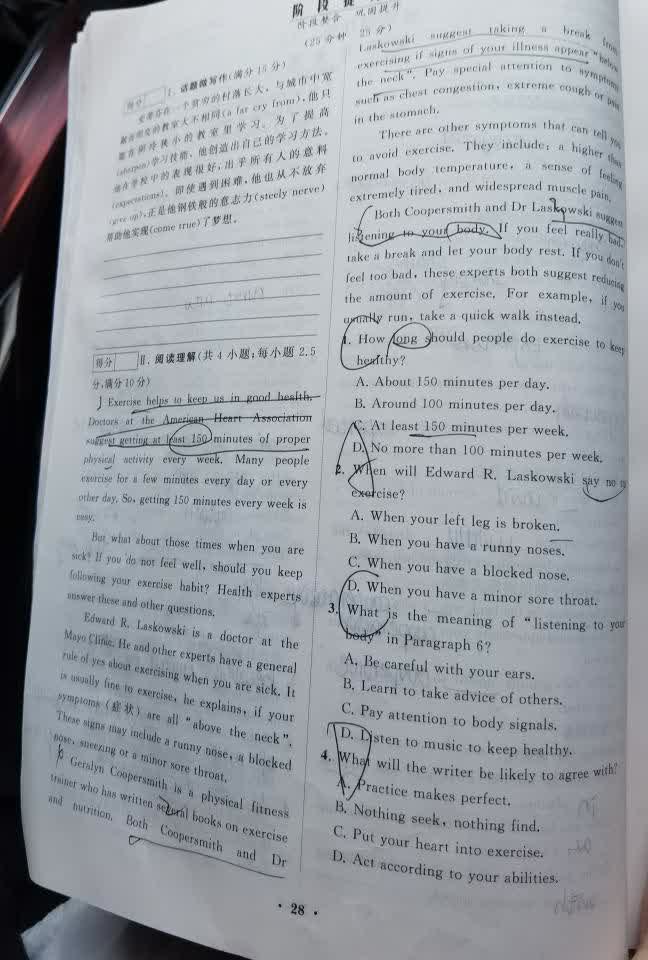 阶 段
阶段整合 巩固提升
(25分钟 25分)
得分
Ⅰ. 话题微写作(满分15分)
安蒂落在一个贫穷的村落长大,与城市中宽
敞明亮的教室大不相同(a far cry from),他只
能在阴冷狭小的教室里学习。为了提高
(sharpen)学习技能,他创造出自己的学习方法。
他在学校中的表现很好,出乎所有人的意料
(expectations)。即使遇到困难,他也从不放弃
(give up),正是他钢铁般的意志力(steely nerve)
帮助他实现(come true)了梦想。
得分
Ⅱ. 阅读理解(共4小题;每小题2.5
分,满分10分)
Exercise helps to keep us in good health.
Doctors at the American Heart Association
suggest getting at least 150 minutes of proper
physical activity every week. Many people
exercise for a few minutes every day or every
other day. So, getting 150 minutes every week is
easy.
But what about those times when you are
sick? If you do not feel well, should you keep
following your exercise habit? Health experts
answer these and other questions.
Edward R. Laskowski is a doctor at the
Mayo Clinic. He and other experts have a general
rule of yes about exercising when you are sick. It
is usually fine to exercise, he explains, if your
symptoms (症状) are all “above the neck”.
These signs may include a runny nose, a blocked
nose, sneezing or a minor sore throat.
Geralyn Coopersmith is a physical fitness
trainer who has written several books on exercise
and nutrition. Both Coopersmith and Dr
Laskowski suggest taking a break from
exercising if signs of your illness appear “below
the neck”. Pay special attention to symptoms
such as chest congestion, extreme cough or pain
in the stomach.
There are other symptoms that can tell you
to avoid exercise. They include: a higher than
normal body temperature, a sense of feeling
extremely tired, and widespread muscle pain.
Both Coopersmith and Dr Laskowski suggest
listening to your body. If you feel really bad,
take a break and let your body rest. If you don't
feel too bad, these experts both suggest reducing
the amount of exercise. For example, if you
usually run, take a quick walk instead.
1. How long should people do exercise to keep
healthy?
A. About 150 minutes per day.
B. Around 100 minutes per day.
C. At least 150 minutes per week.
D. No more than 100 minutes per week.
2. When will Edward R. Laskowski say no to
exercise?
A. When your left leg is broken.
B. When you have a runny noses.
C. When you have a blocked nose.
D. When you have a minor sore throat.
3. What is the meaning of “listening to your
body” in Paragraph 6?
A. Be careful with your ears.
B. Learn to take advice of others.
C. Pay attention to body signals.
D. Listen to music to keep healthy.
4. What will the writer be likely to agree with?
A. Practice makes perfect.
B. Nothing seek, nothing find.
C. Put your heart into exercise.
D. Act according to your abilities.
· 28 ·